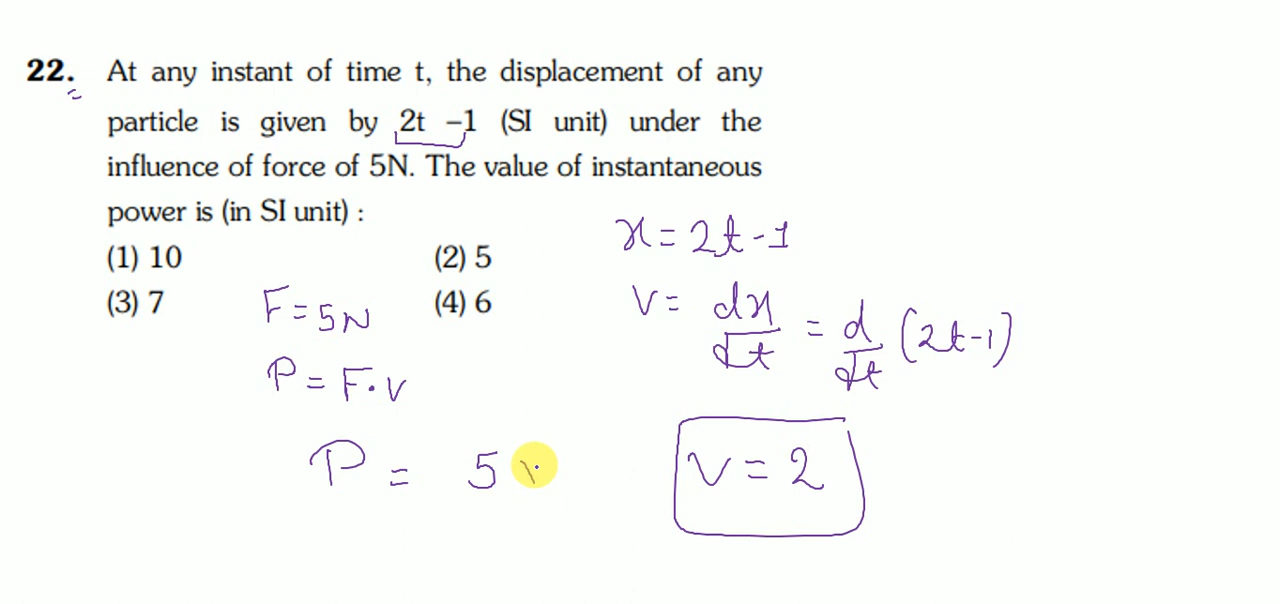 22. At any instant of time t, the displacement of any
particle is given by 2t –1 (SI unit) under the
influence of force of 5N. The value of instantaneous
power is (in SI unit) :
(1) 10 (2) 5
(3) 7 (4) 6
x = 2t - 1
F = 5N
V = dx/dt = d/dt (2t-1)
P = F·V
P = 5
V = 2